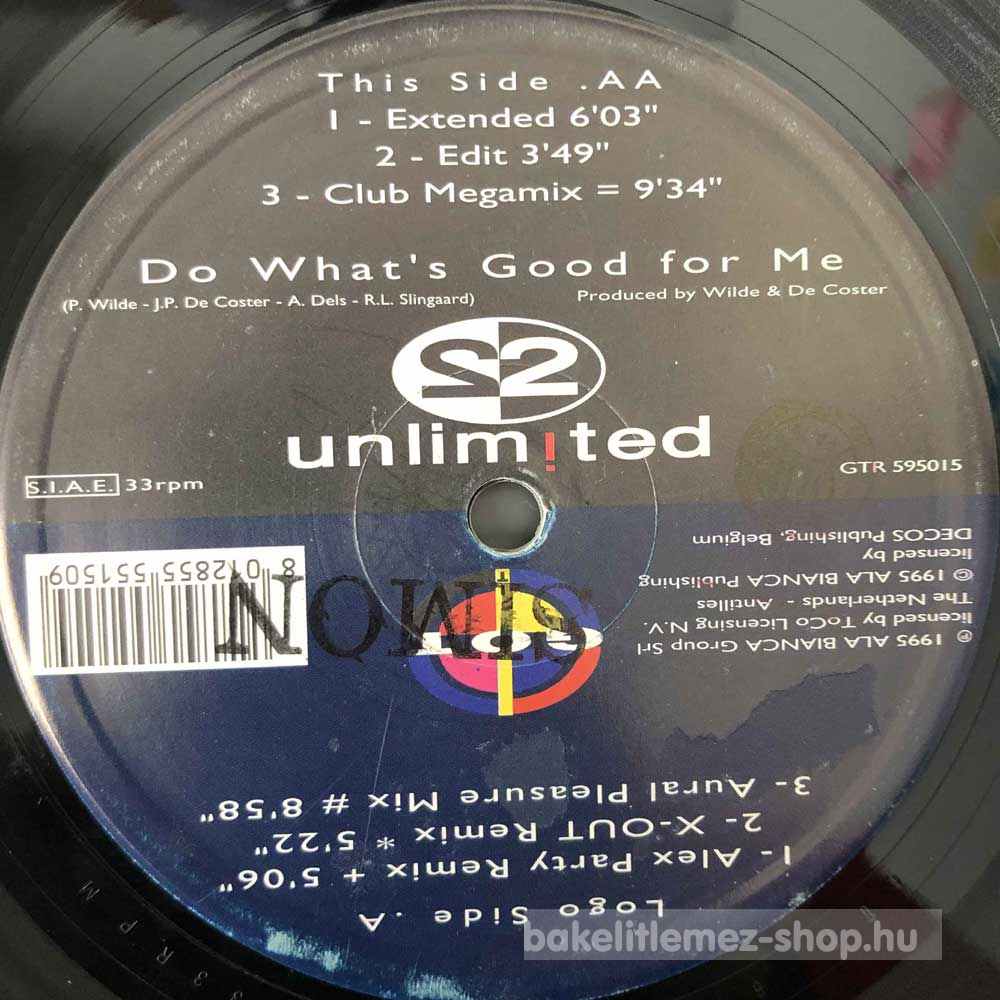 This Side .AA
1 - Extended 6'03"
2 - Edit 3'49"
3 - Club Megamix = 9'34"
Do What's Good for Me
(P. Wilde - J.P. De Coster - A. Dels - R.L. Slingaard)
Produced by Wilde & De Coster
22
unlim!ted
S.I.A.E. 33rpm
GTR 595015
SIMON
8 012855 551509
Logo Side .A
1- Alex Party Remix + 5'06"
2- X-OUT Remix * 5'22"
3- Aural Pleasure Mix # 8'58"
℗ 1995 ALA BIANCA Group Srl
licensed by ToCo Licensing N.V.
The Netherlands - Antilles
© 1995 ALA BIANCA Publishing
licensed by
DECOS Publishing, Belgium
33 RPM
bakelitlemez-shop.hu